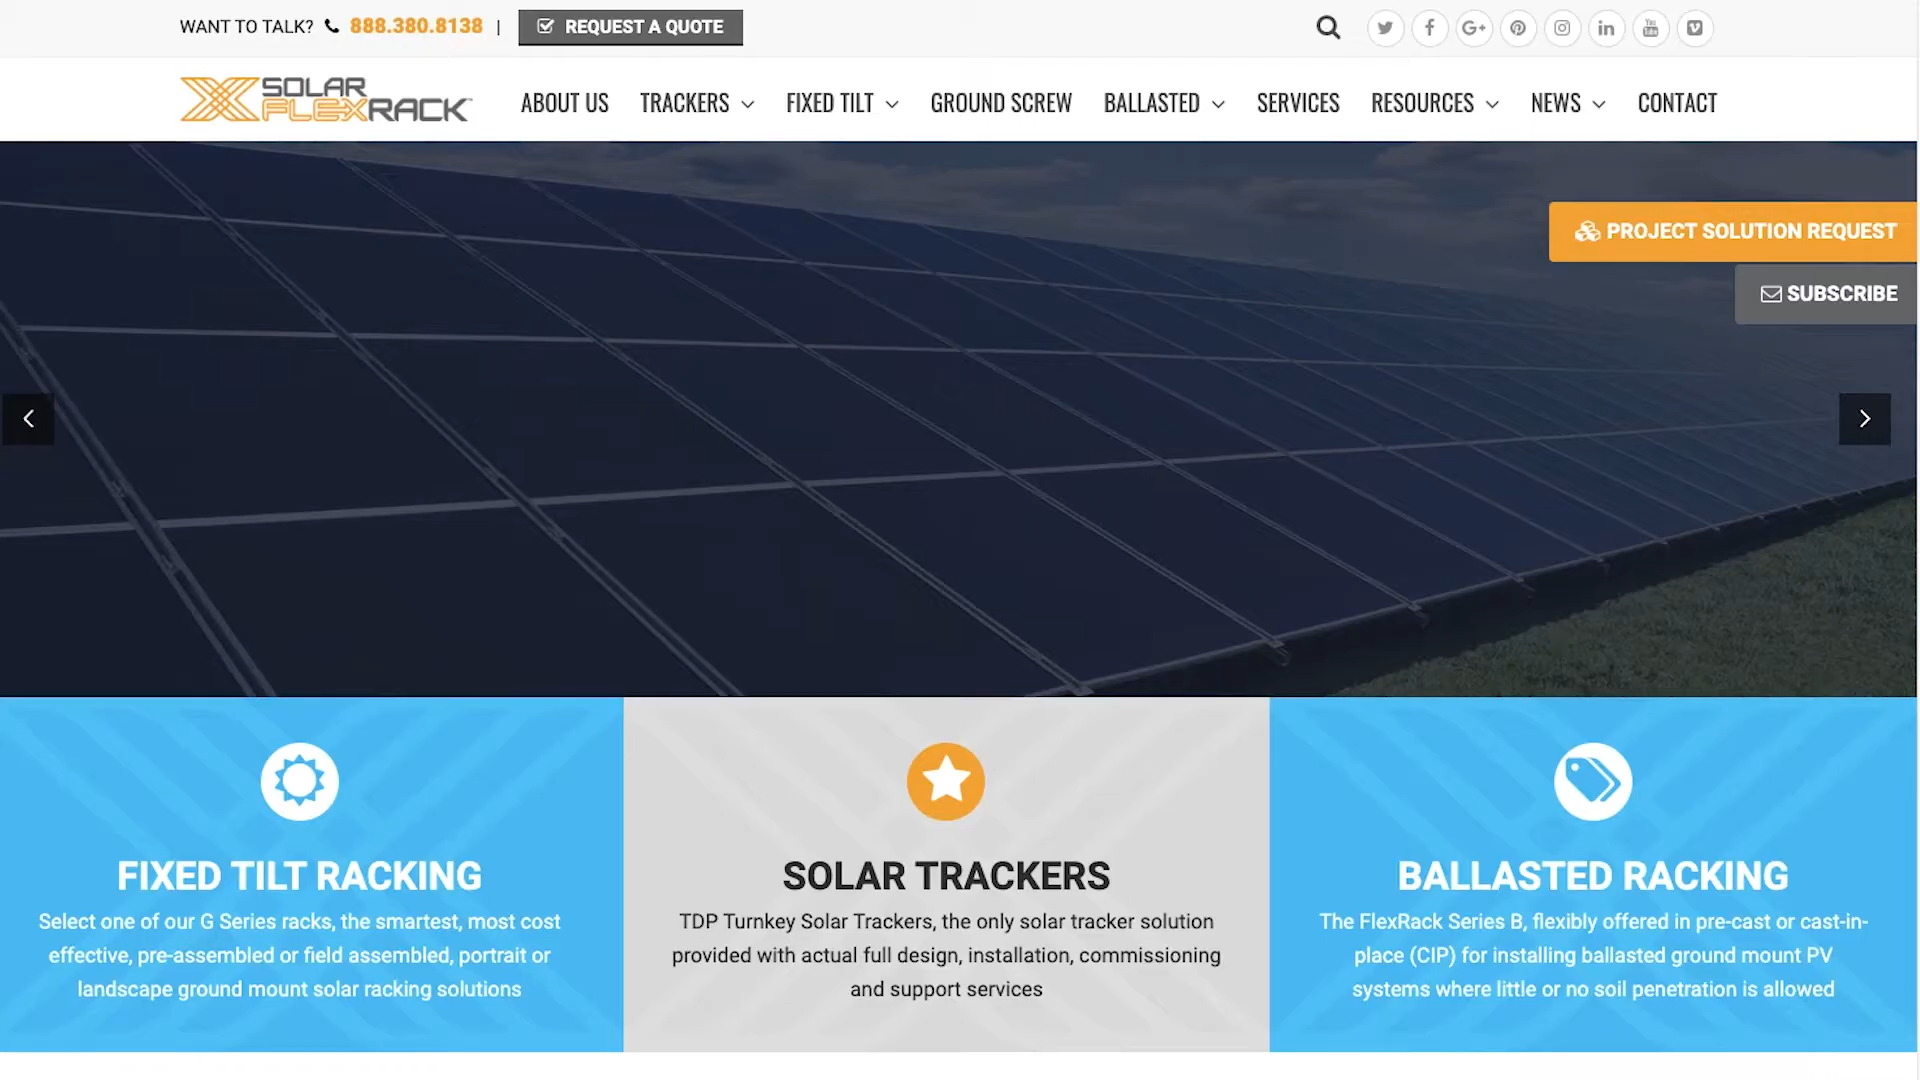 WANT TO TALK? 888.380.8138 | REQUEST A QUOTE
SOLAR
FLEXRACK
ABOUT US TRACKERS FIXED TILT GROUND SCREW BALLASTED SERVICES RESOURCES NEWS CONTACT
PROJECT SOLUTION REQUEST
SUBSCRIBE
FIXED TILT RACKING
Select one of our G Series racks, the smartest, most cost
effective, pre-assembled or field assembled, portrait or
landscape ground mount solar racking solutions
SOLAR TRACKERS
TDP Turnkey Solar Trackers, the only solar tracker solution
provided with actual full design, installation, commissioning
and support services
BALLASTED RACKING
The FlexRack Series B, flexibly offered in pre-cast or cast-in-
place (CIP) for installing ballasted ground mount PV
systems where little or no soil penetration is allowed